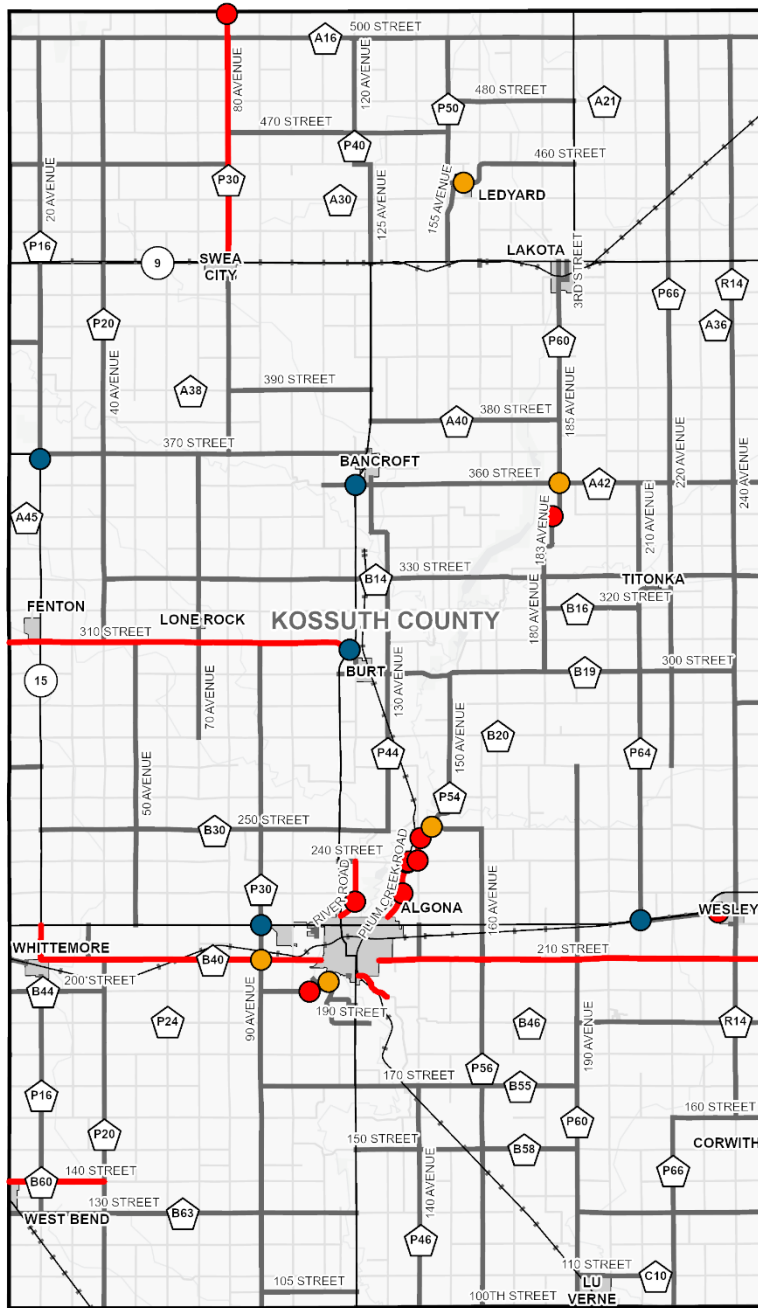 500 STREET
A16
80 AVENUE
120 AVENUE
480 STREET
A21
P50
470 STREET
P40
460 STREET
20 AVENUE
P30
155 AVENUE
LEDYARD
A30
125 AVENUE
P16
LAKOTA
9
SWEA
CITY
3RD STREET
P66
R14
P20
A36
P60
40 AVENUE
390 STREET
A38
380 STREET
A40
185 AVENUE
370 STREET
BANCROFT
220 AVENUE
240 AVENUE
360 STREET
A42
A45
183 AVENUE
210 AVENUE
330 STREET
B14
TITONKA
320 STREET
FENTON
LONE ROCK
KOSSUTH COUNTY
180 AVENUE
B16
310 STREET
300 STREET
BURT
B19
15
70 AVENUE
130 AVENUE
150 AVENUE
B20
P44
P64
50 AVENUE
P54
250 STREET
B30
240 STREET
PLUM CREEK ROAD
P30
RIVER ROAD
ALGONA
160 AVENUE
WESLEY
WHITTEMORE
210 STREET
B40
200 STREET
B44
90 AVENUE
190 STREET
P24
B46
190 AVENUE
R14
P56
170 STREET
B55
P16
P60
160 STREET
P20
150 STREET
B58
CORWITH
140 STREET
B60
P66
130 STREET
WEST BEND
B63
140 AVENUE
P46
110 STREET
C10
105 STREET
LU
VERNE
100TH STREET